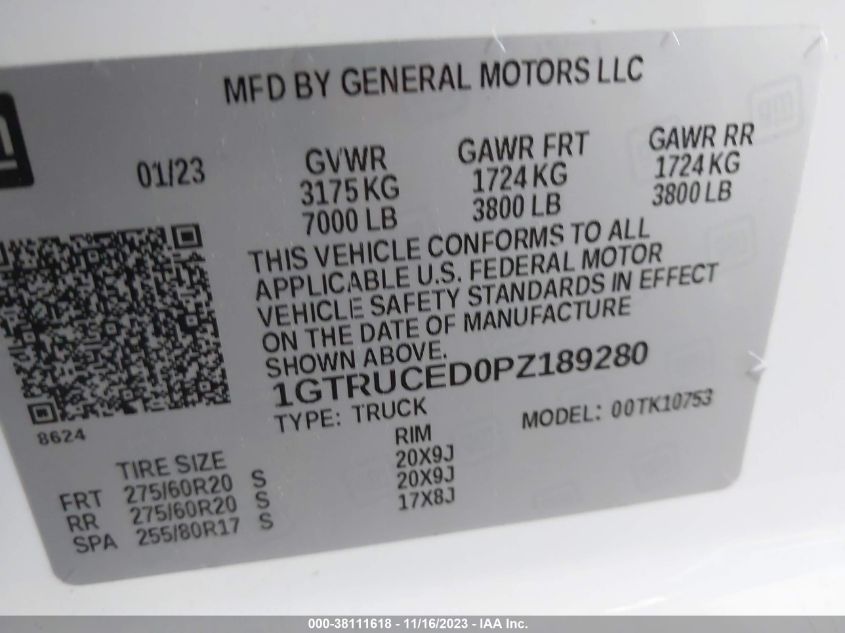 MFD BY GENERAL MOTORS LLC
01/23
GVWR
3175 KG
7000 LB
GAWR FRT
1724 KG
3800 LB
GAWR RR
1724 KG
3800 LB
THIS VEHICLE CONFORMS TO ALL
APPLICABLE U.S. FEDERAL MOTOR
VEHICLE SAFETY STANDARDS IN EFFECT
ON THE DATE OF MANUFACTURE
SHOWN ABOVE.
1GTRUCED0PZ189280
TYPE: TRUCK
MODEL: 00TK10753
8624
TIRE SIZE
RIM
FRT 275/60R20 S 20X9J
RR 275/60R20 S 20X9J
SPA 255/80R17 S 17X8J
000-38111618 - 11/16/2023 - IAA Inc.